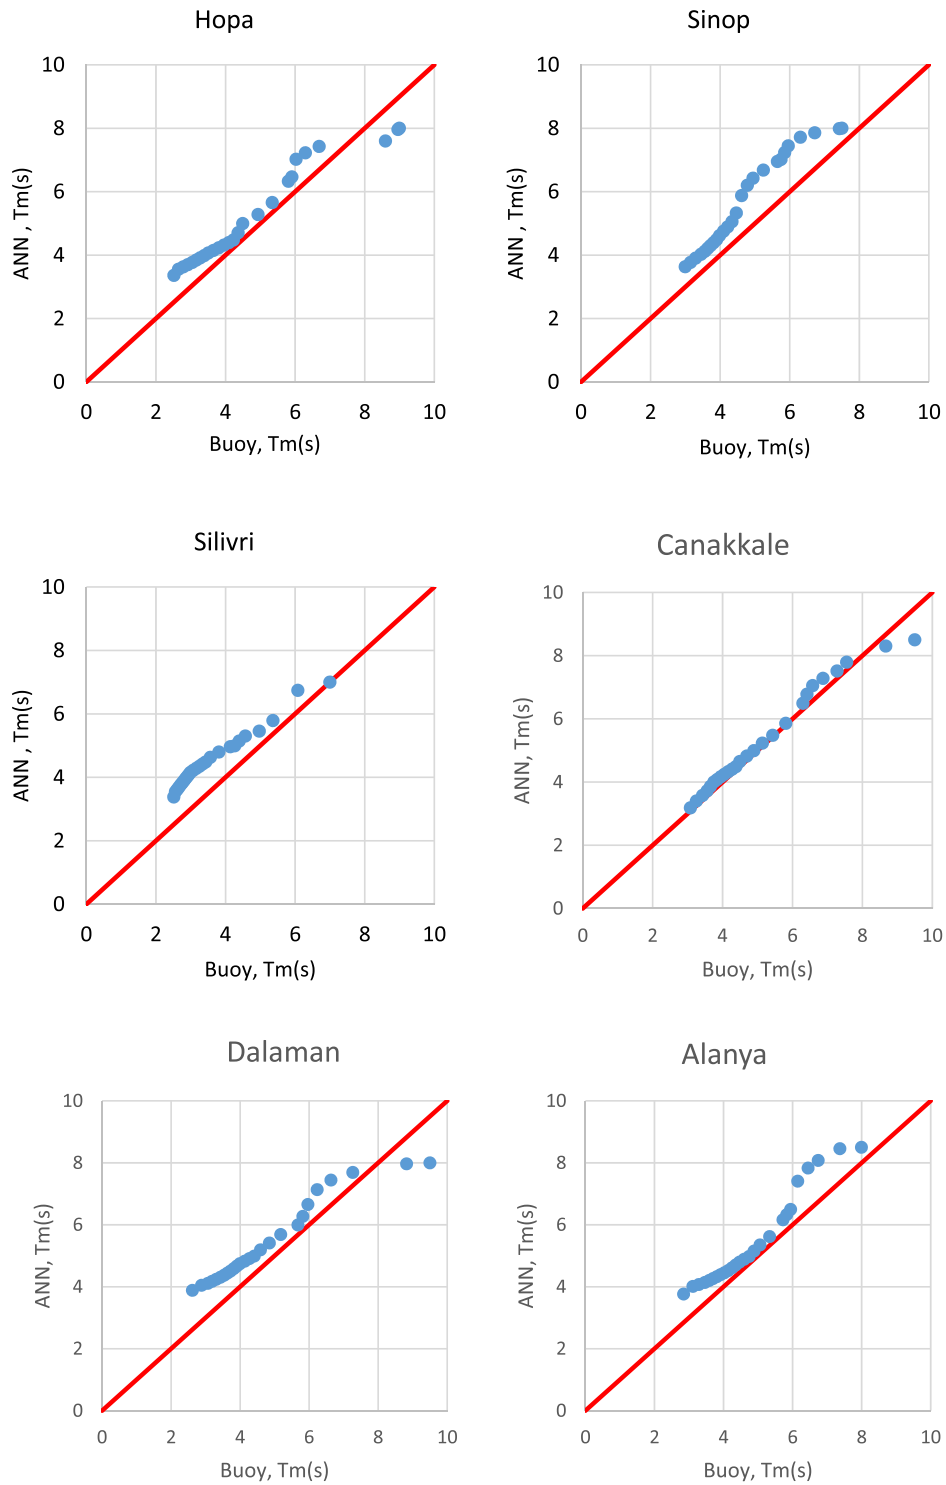 Hopa
10
8
6
4
2
0
ANN , Tm(s)
0 2 4 6 8 10
Buoy, Tm(s)
Sinop
10
8
6
4
2
0
ANN , Tm(s)
0 2 4 6 8 10
Buoy, Tm(s)
Silivri
10
8
6
4
2
0
ANN , Tm(s)
0 2 4 6 8 10
Buoy, Tm(s)
Canakkale
10
8
6
4
2
0
ANN, Tm(s)
0 2 4 6 8 10
Buoy, Tm(s)
Dalaman
10
8
6
4
2
0
ANN, Tm(s)
0 2 4 6 8 10
Buoy, Tm(s)
Alanya
10
8
6
4
2
0
ANN, Tm(s)
0 2 4 6 8 10
Buoy, Tm(s)